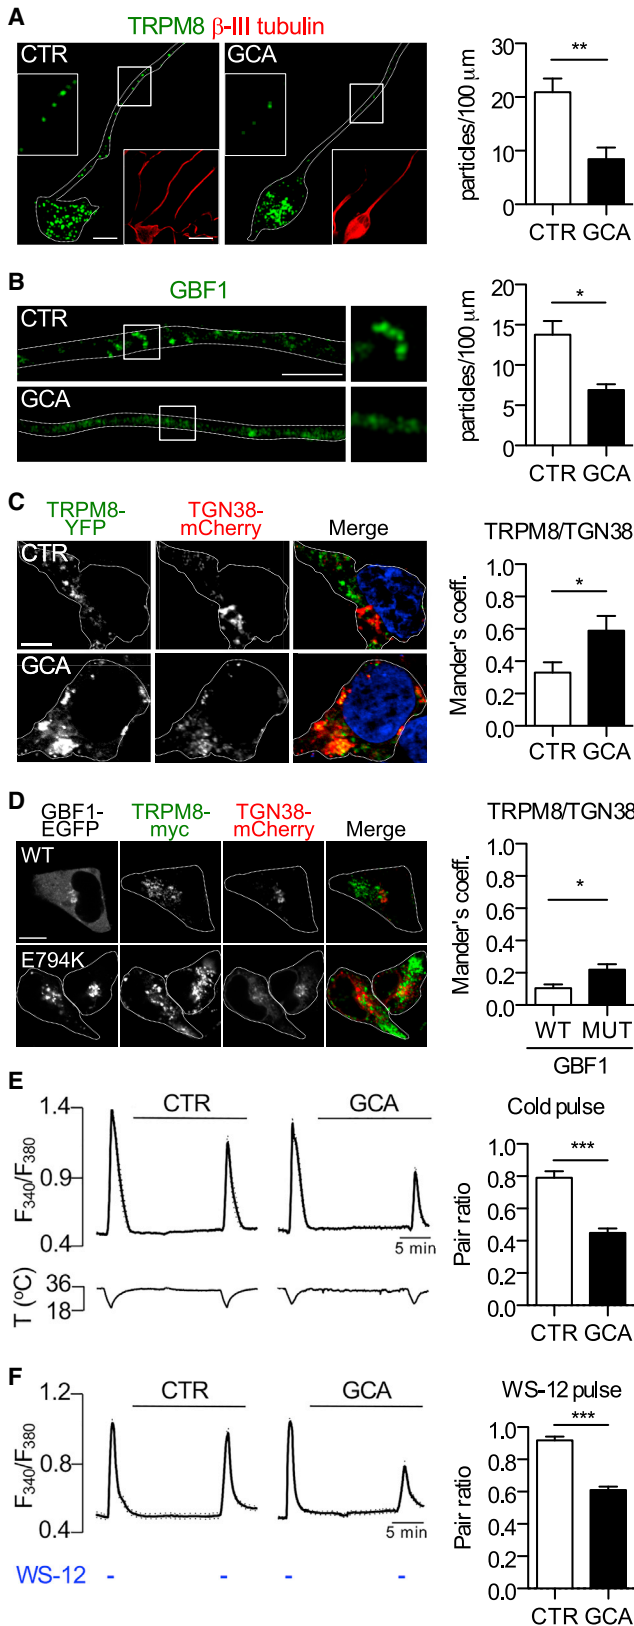 A
TRPM8 β-III tubulin
CTR
GCA
particles/100 μm
30
20
10
0
**
CTR GCA
B
GBF1
CTR
GCA
particles/100 μm
20
15
10
5
0
*
CTR GCA
C
TRPM8-YFP
TGN38-mCherry
Merge
CTR
GCA
TRPM8/TGN38
Mander's coeff.
1.0
0.8
0.6
0.4
0.2
0.0
*
CTR GCA
D
GBF1-EGFP
TRPM8-myc
TGN38-mCherry
Merge
WT
E794K
TRPM8/TGN38
Mander's coeff.
1.0
0.8
0.6
0.4
0.2
0.0
*
WT MUT
GBF1
E
F340/F380
1.4
0.9
0.4
CTR
GCA
5 min
T (ºC)
36
18
Cold pulse
Pair ratio
1.0
0.8
0.6
0.4
0.2
0.0
***
CTR GCA
F
F340/F380
1.2
0.8
0.4
CTR
GCA
5 min
WS-12 - - - -
WS-12 pulse
Pair ratio
1.0
0.8
0.6
0.4
0.2
0.0
***
CTR GCA